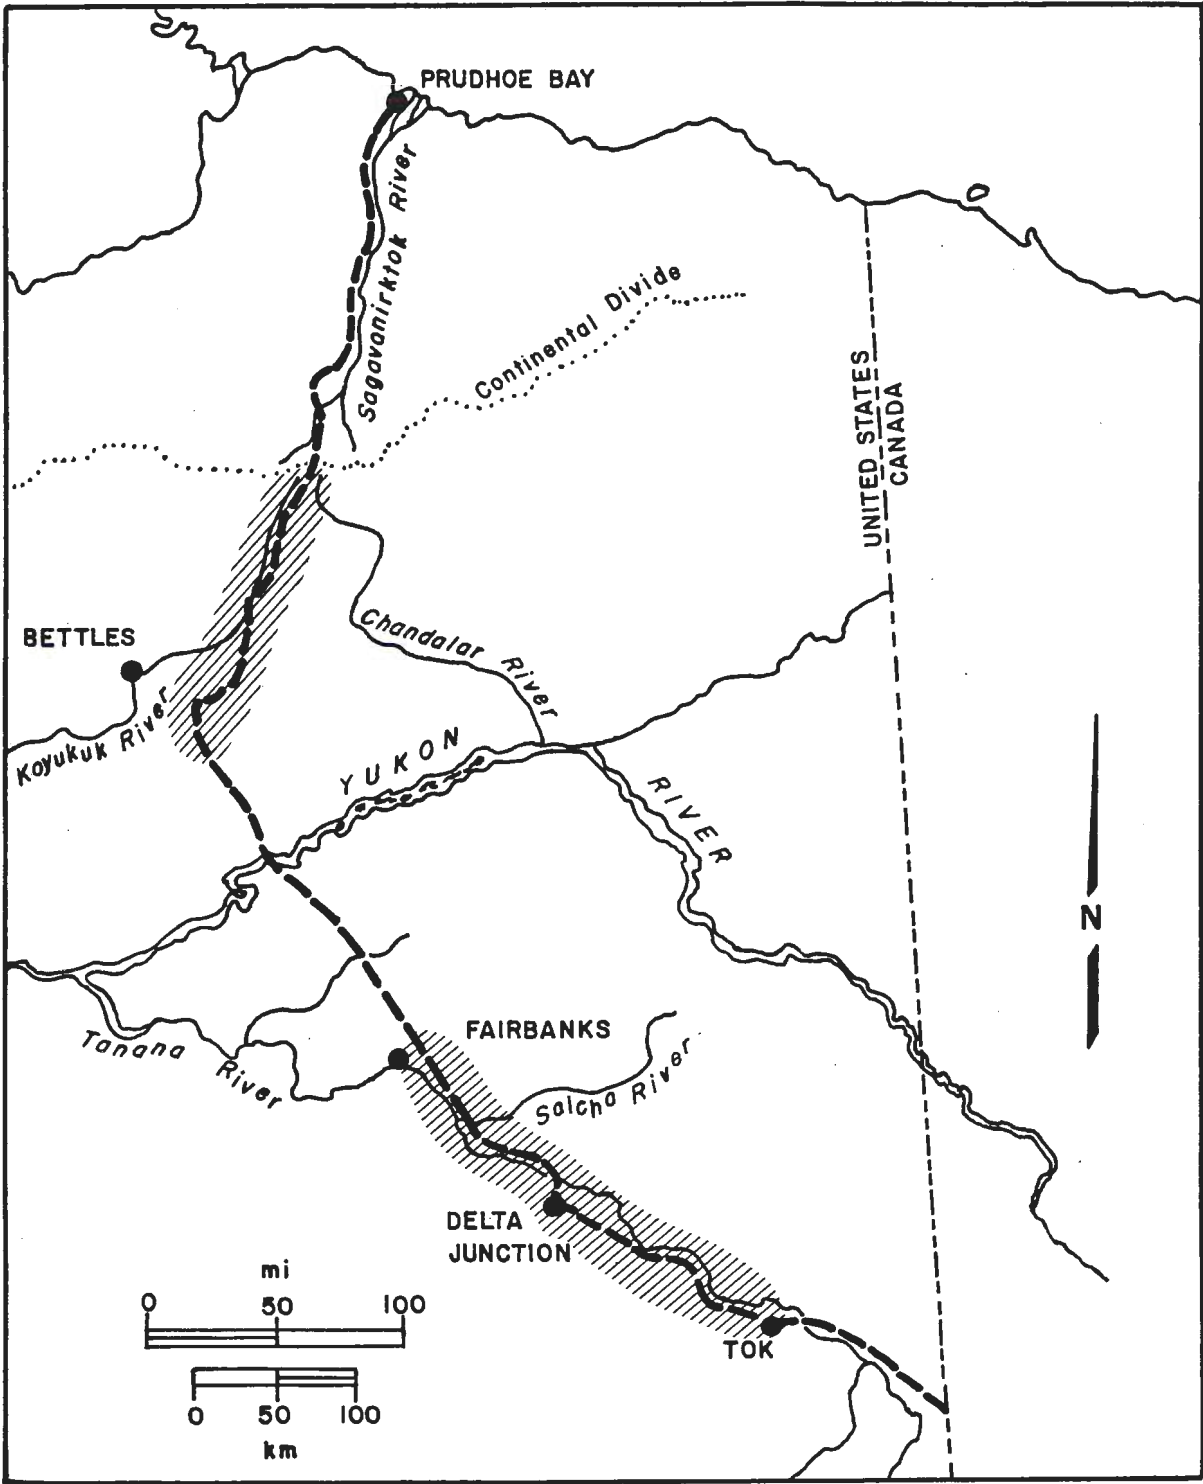 PRUDHOE BAY
Sagavanirktok River
Continental Divide
UNITED STATES
CANADA
BETTLES
Chandalar River
Koyukuk River
YUKON
RIVER
N
FAIRBANKS
Tanana River
Salcha River
DELTA
JUNCTION
mi
0 50 100
TOK
0 50 100
km